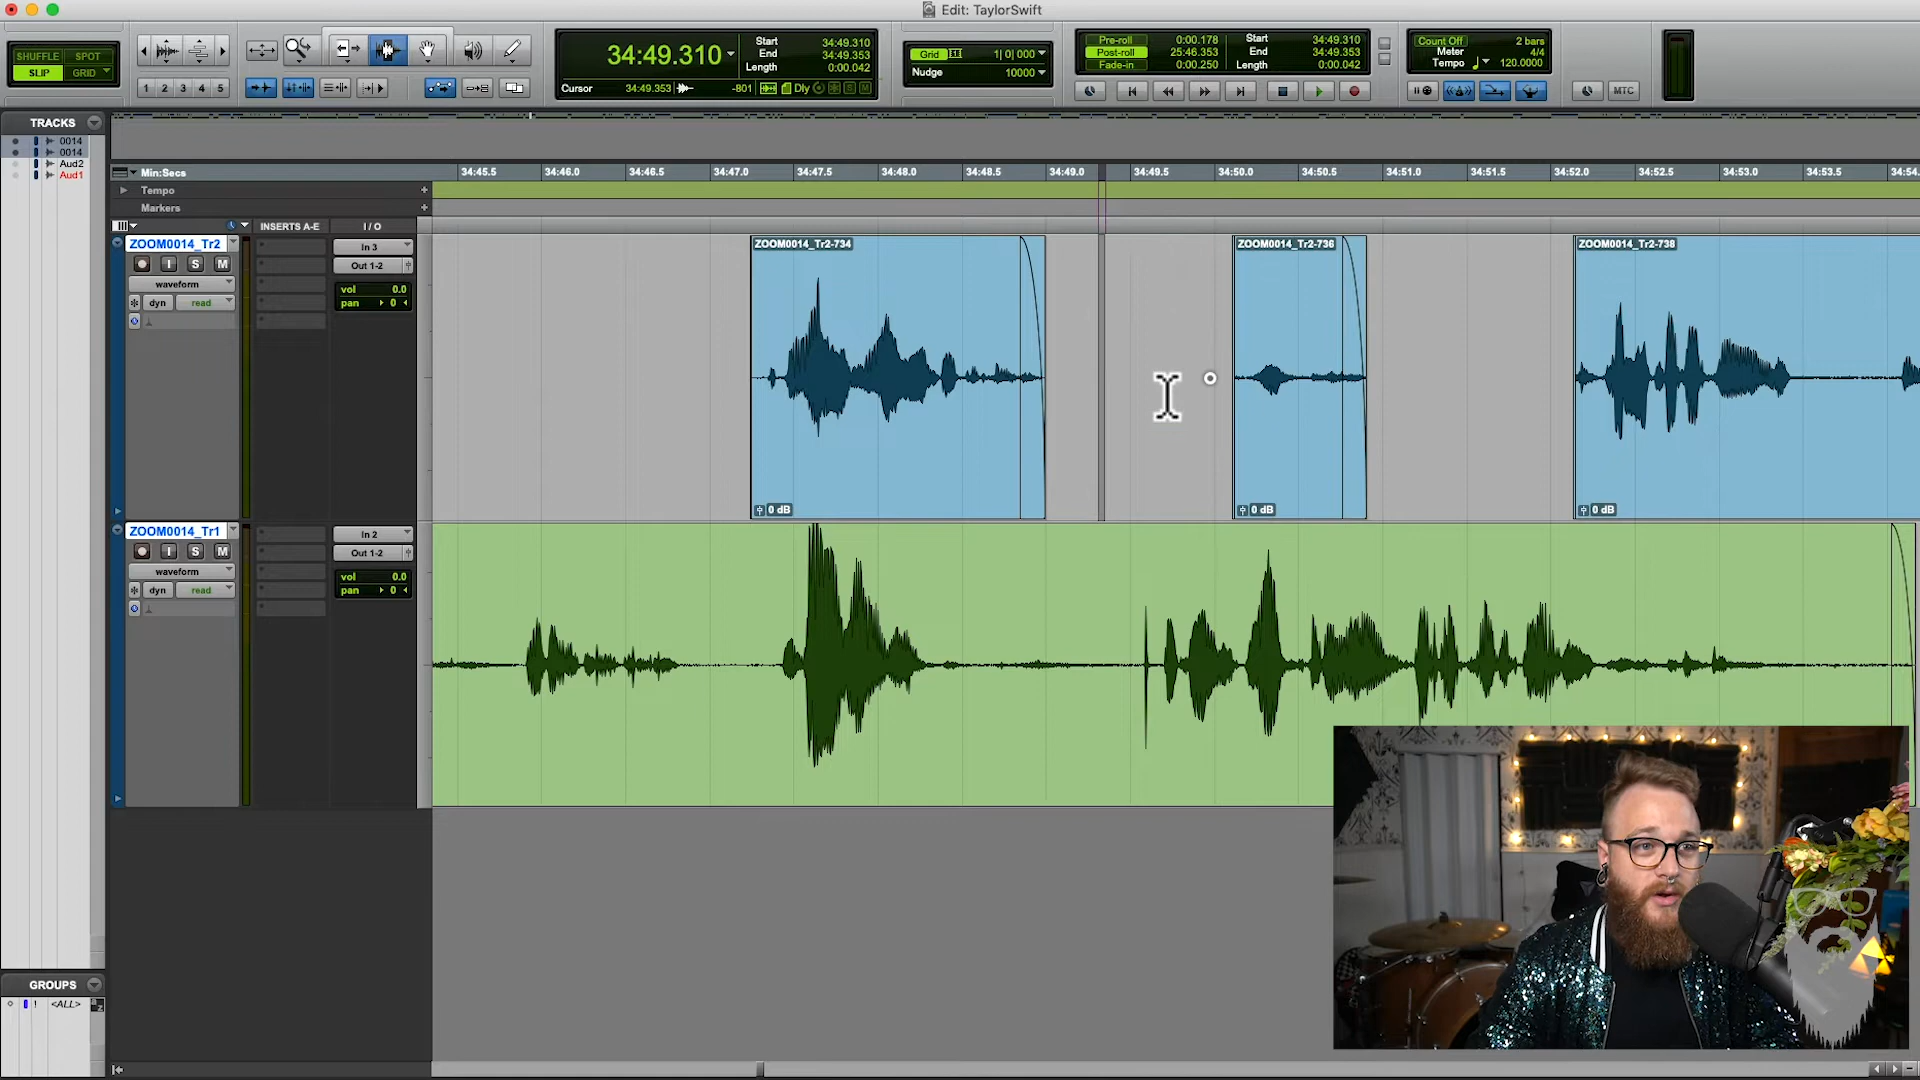 Edit: TaylorSwift
SHUFFLE SPOT
SLIP GRID
1 2 3 4 5
34:49.310
Start 34:49.310
End 34:49.353
Length 0:00.042
Cursor 34:49.353 -801 Dly S M
Grid 1| 0| 000
Nudge 10000
Pre-roll 0:00.178
Post-roll 25:46.353
Fade-in 0:00.250
Start 34:49.310
End 34:49.353
Length 0:00.042
Count Off 2 bars
Meter 4/4
Tempo 120.0000
MTC
TRACKS
0014
0014
Aud2
Aud1
Min:Secs 34:45.5 34:46.0 34:46.5 34:47.0 34:47.5 34:48.0 34:48.5 34:49.0 34:49.5 34:50.0 34:50.5 34:51.0 34:51.5 34:52.0 34:52.5 34:53.0 34:53.5 34:54.
Tempo
Markers
INSERTS A-E I / O
ZOOM0014_Tr2 In 3
I S M Out 1-2
waveform vol 0.0
dyn read pan 0
ZOOM0014_Tr2-734
0 dB
ZOOM0014_Tr2-736
0 dB
ZOOM0014_Tr2-738
0 dB
ZOOM0014_Tr1 In 2
I S M Out 1-2
waveform vol 0.0
dyn read pan 0
GROUPS
! <ALL>